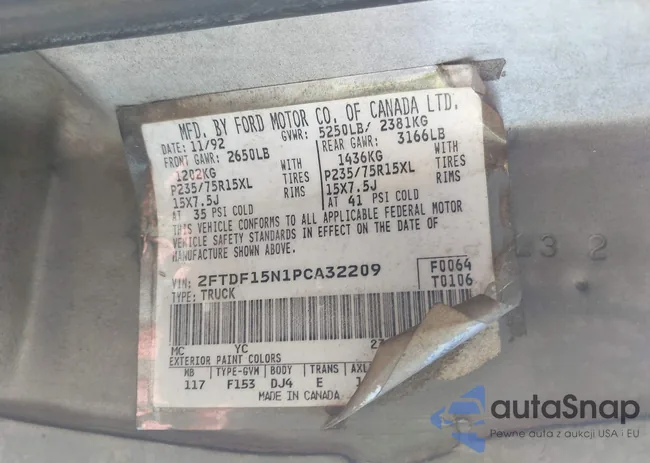 MFD. BY FORD MOTOR CO. OF CANADA LTD.
DATE: 11/92 GVWR: 5250LB/ 2381KG
FRONT GAWR: 2650LB REAR GAWR: 3166LB
1202KG WITH 1436KG WITH
P235/75R15XL TIRES P235/75R15XL TIRES
15X7.5J RIMS 15X7.5J RIMS
AT 35 PSI COLD AT 41 PSI COLD
THIS VEHICLE CONFORMS TO ALL APPLICABLE FEDERAL MOTOR
VEHICLE SAFETY STANDARDS IN EFFECT ON THE DATE OF
MANUFACTURE SHOWN ABOVE.
VIN: 2FTDF15N1PCA32209 F0064
TYPE: TRUCK T0106
MC YC
EXTERIOR PAINT COLORS
WB TYPE-GVM BODY TRANS
117 F153 DJ4 E
MADE IN CANADA
3 2
autoSnap
Pewne auta z aukcji USA i EU